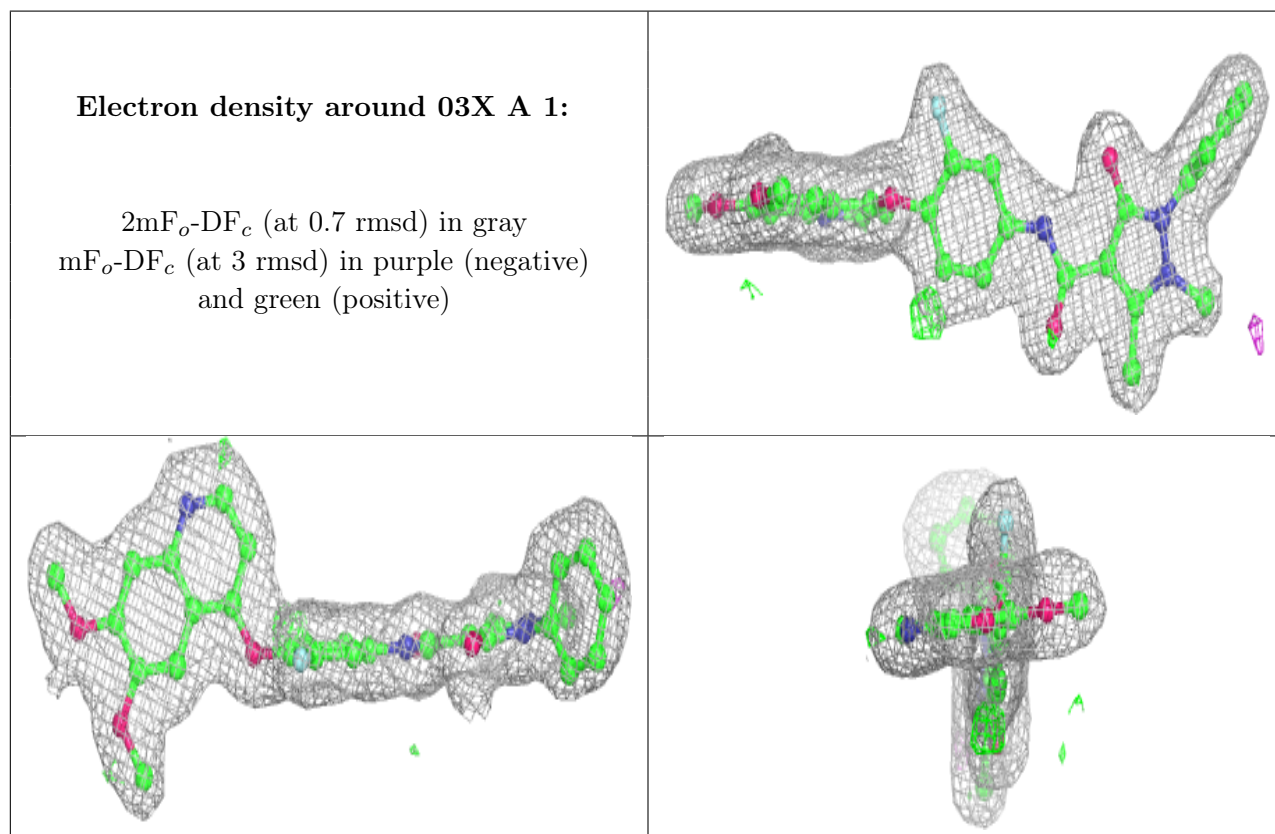 Electron density around 03X A 1:
2mFₒ-DF𝒸 (at 0.7 rmsd) in gray
mFₒ-DF𝒸 (at 3 rmsd) in purple (negative)
and green (positive)